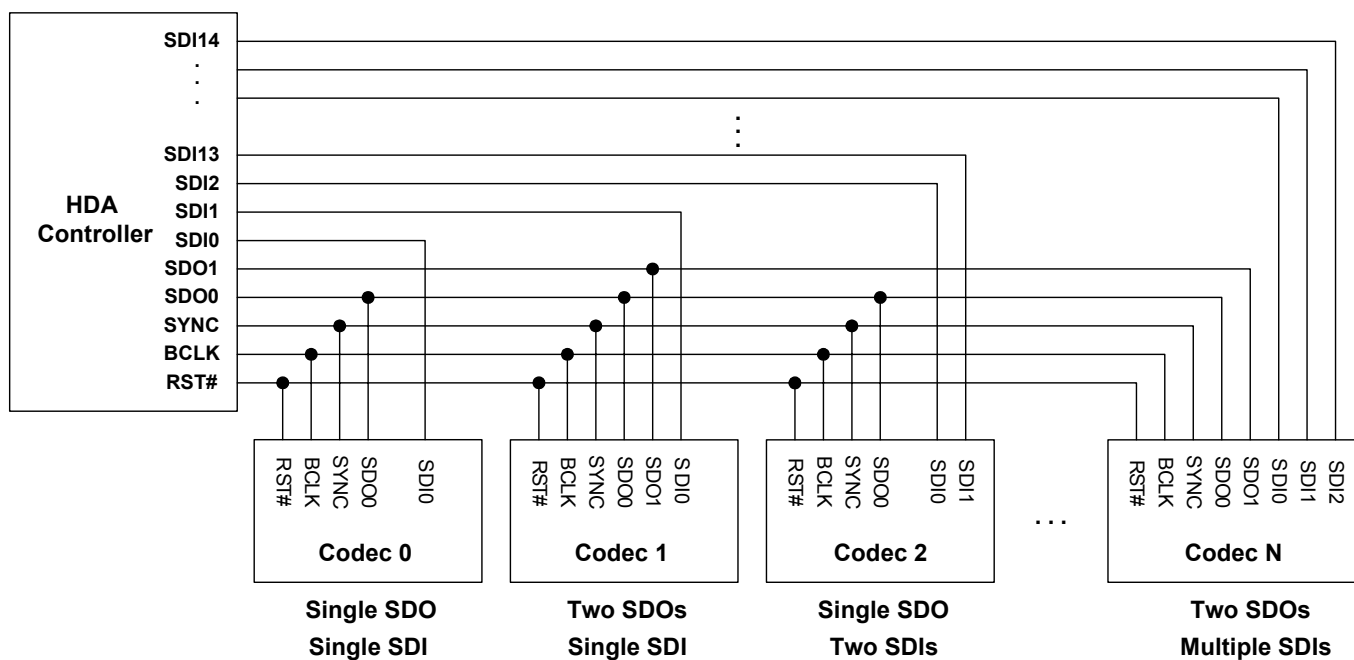 SDI14
.
.
.
SDI13
SDI2
SDI1
SDI0
SDO1
SDO0
SYNC
BCLK
RST#
HDA
Controller
.
.
.
RST#
BCLK
SYNC
SDO0
SDI0
Codec 0
Single SDO
Single SDI
RST#
BCLK
SYNC
SDO0
SDO1
SDI0
Codec 1
Two SDOs
Single SDI
RST#
BCLK
SYNC
SDO0
SDI0
SDI1
Codec 2
Single SDO
Two SDIs
. . .
RST#
BCLK
SYNC
SDO0
SDO1
SDI0
SDI1
SDI2
Codec N
Two SDOs
Multiple SDIs